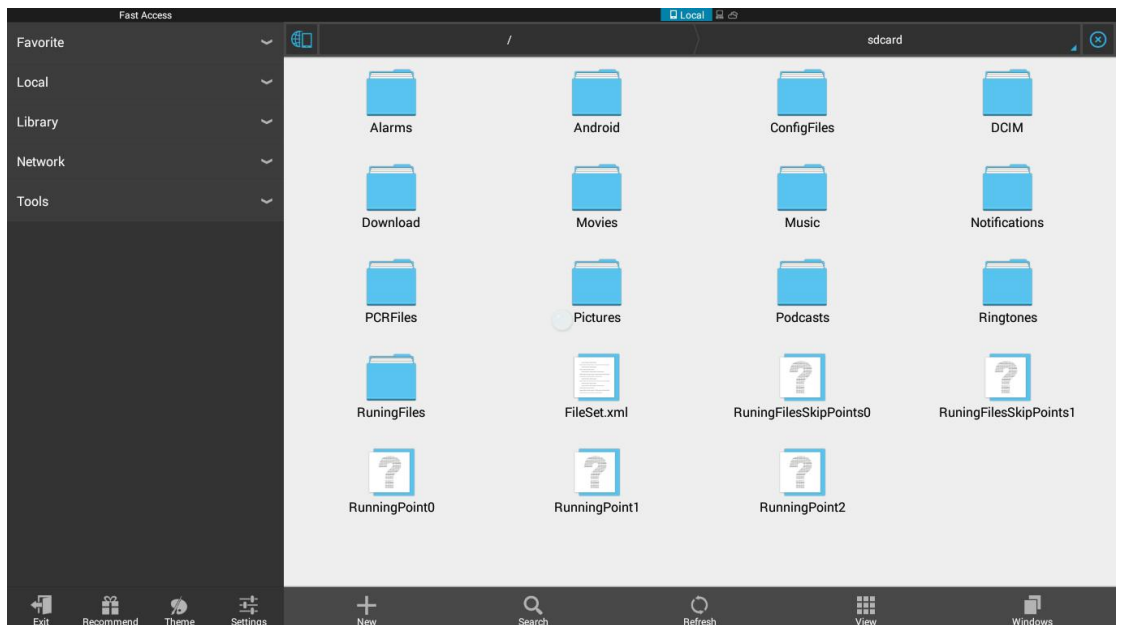 Fast Access
Local
Favorite
Local
Library
Network
Tools
/ sdcard
Alarms Android ConfigFiles DCIM
Download Movies Music Notifications
PCRFiles Pictures Podcasts Ringtones
RuningFiles FileSet.xml RuningFilesSkipPoints0 RuningFilesSkipPoints1
RunningPoint0 RunningPoint1 RunningPoint2
Exit Recommend Theme Settings New Search Refresh View Windows